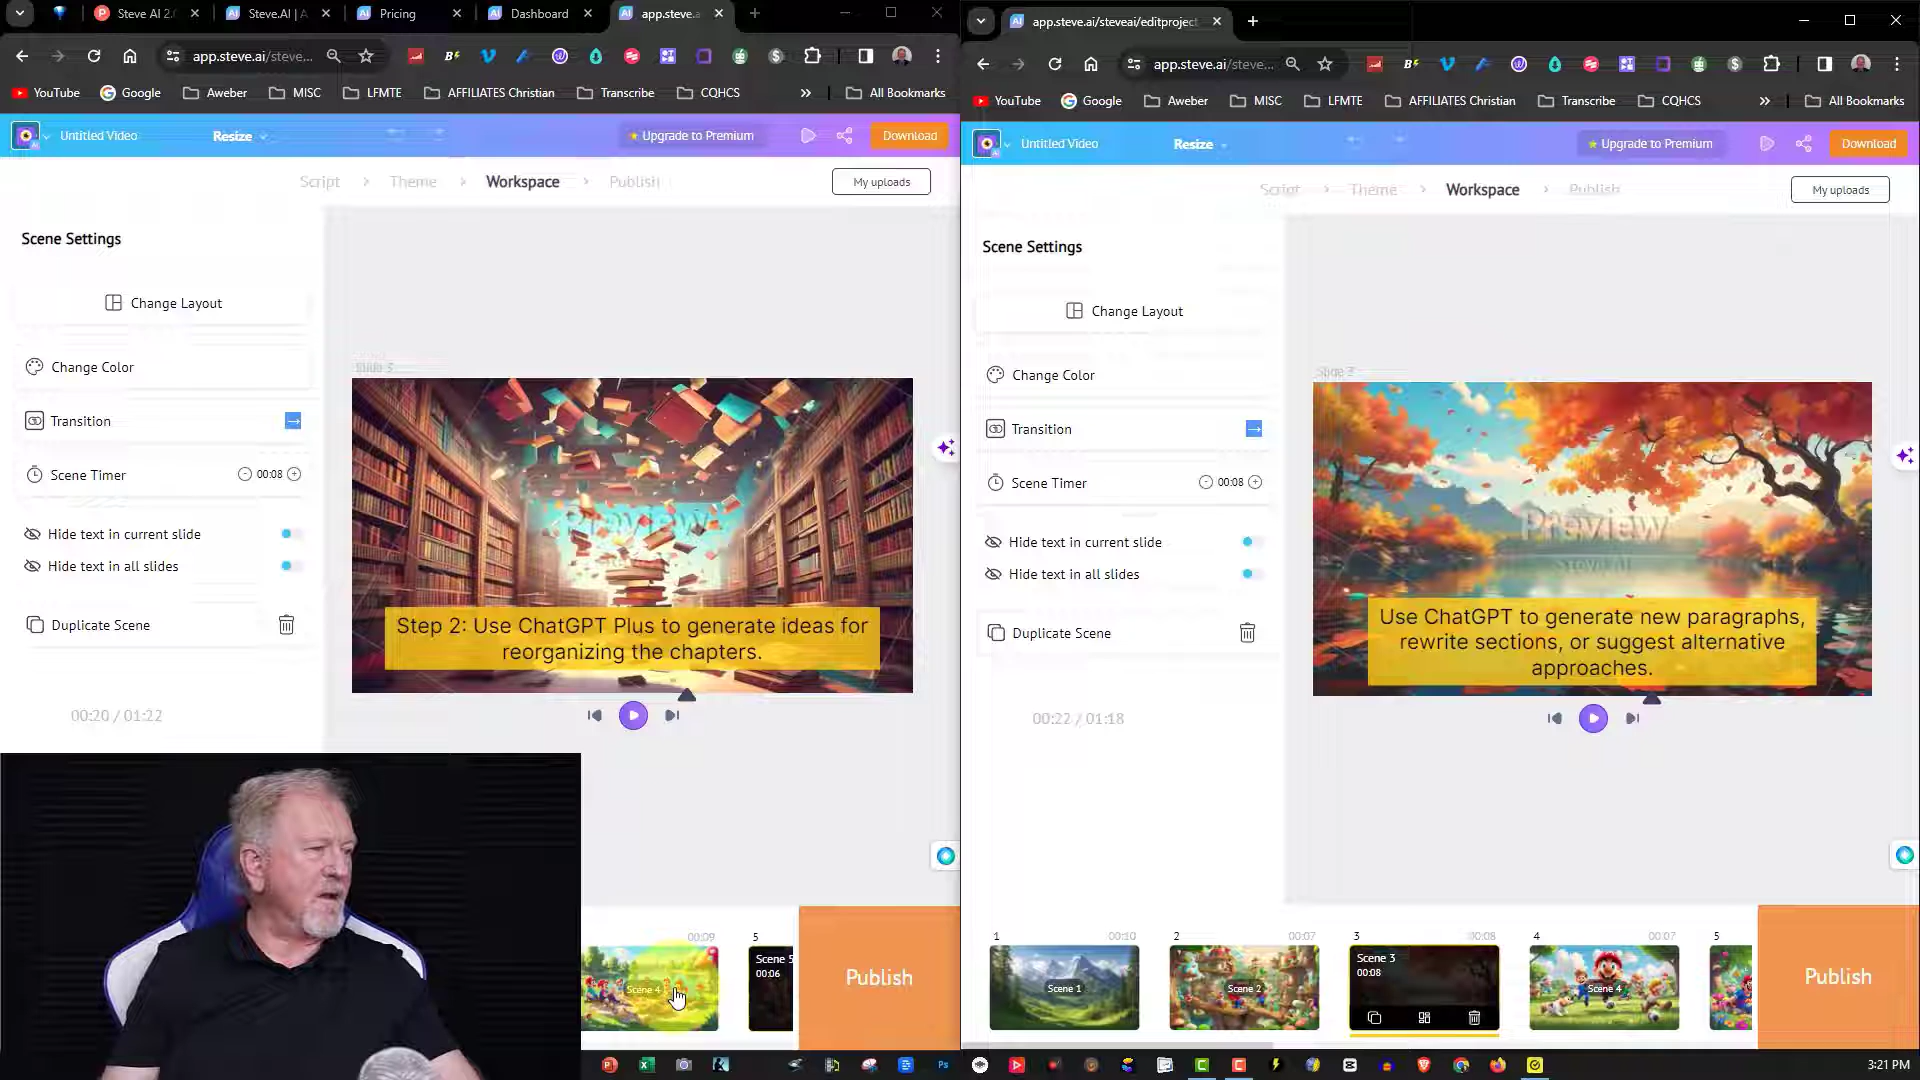 Steve AI 2.0
Steve.AI | A
Pricing
Dashboard
app.steve.a
app.steve.ai/steve...
YouTube
Google
Aweber
MISC
LFMTE
AFFILIATES Christian
Transcribe
CQHCS
»
All Bookmarks
Untitled Video
Resize
Upgrade to Premium
Download
Script
Theme
Workspace
Publish
My uploads
Scene Settings
Change Layout
Change Color
Transition
Scene Timer
00:08
Hide text in current slide
Hide text in all slides
Duplicate Scene
00:20 / 01:22
Preview
Step 2: Use ChatGPT Plus to generate ideas for
reorganizing the chapters.
00:09
5
Scene 4
Scene 5
00:06
Publish
app.steve.ai/steveai/editproject
app.steve.ai/steve...
YouTube
Google
Aweber
MISC
LFMTE
AFFILIATES Christian
Transcribe
CQHCS
»
All Bookmarks
Untitled Video
Resize
Upgrade to Premium
Download
Script
Theme
Workspace
Publish
My uploads
Scene Settings
Change Layout
Change Color
Transition
Scene Timer
00:08
Hide text in current slide
Hide text in all slides
Duplicate Scene
00:22 / 01:18
Preview
STEVE AI
Use ChatGPT to generate new paragraphs,
rewrite sections, or suggest alternative
approaches.
1
00:10
2
00:07
3
00:08
4
00:07
5
Scene 1
Scene 2
Scene 3
00:08
Scene 4
Publish
3:21 PM